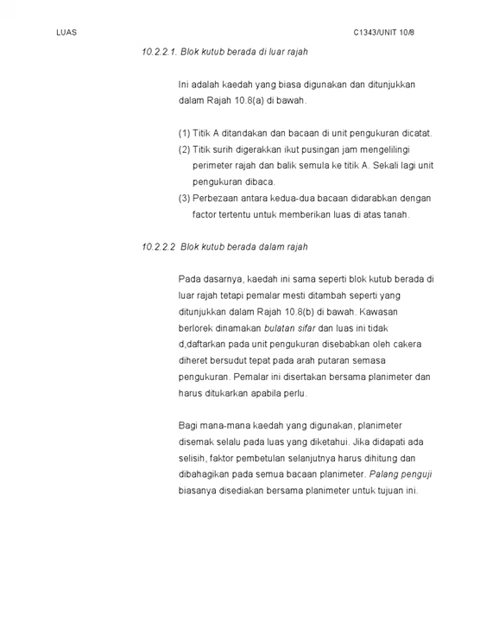 LUAS C1343/UNIT 10/8
10.2.2.1. Blok kutub berada di luar rajah
Ini adalah kaedah yang biasa digunakan dan ditunjukkan
dalam Rajah 10.8(a) di bawah.
(1) Titik A ditandakan dan bacaan di unit pengukuran dicatat.
(2) Titik surih digerakkan ikut pusingan jam mengelilingi
perimeter rajah dan balik semula ke titik A. Sekali lagi unit
pengukuran dibaca.
(3) Perbezaan antara kedua-dua bacaan didarabkan dengan
factor tertentu untuk memberikan luas di atas tanah.
10.2.2.2 Blok kutub berada dalam rajah
Pada dasarnya, kaedah ini sama seperti blok kutub berada di
luar rajah tetapi pemalar mesti ditambah seperti yang
ditunjukkan dalam Rajah 10.8(b) di bawah. Kawasan
berlorek dinamakan bulatan sifar dan luas ini tidak
d,daftarkan pada unit pengukuran disebabkan oleh cakera
diheret bersudut tepat pada arah putaran semasa
pengukuran. Pemalar ini disertakan bersama planimeter dan
harus ditukarkan apabila perlu.
Bagi mana-mana kaedah yang digunakan, planimeter
disemak selalu pada luas yang diketahui. Jika didapati ada
selisih, faktor pembetulan selanjutnya harus dihitung dan
dibahagikan pada semua bacaan planimeter. Palang penguji
biasanya disediakan bersama planimeter untuk tujuan ini.